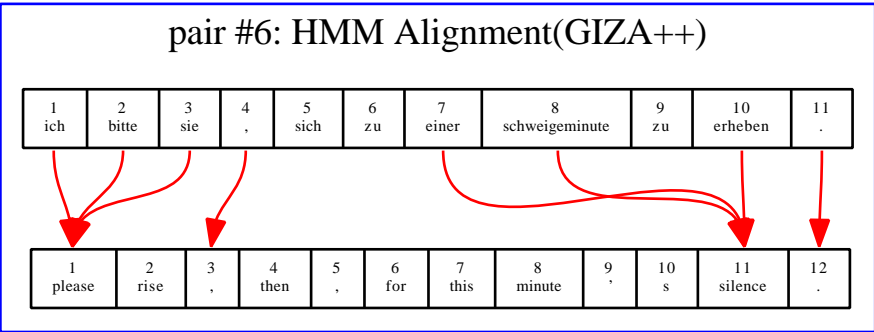 pair #6: HMM Alignment(GIZA++)
1 2 3 4 5 6 7 8 9 10 11
ich bitte sie , sich zu einer schweigeminute zu erheben .
1 2 3 4 5 6 7 8 9 10 11 12
please rise , then , for this minute ' s silence .